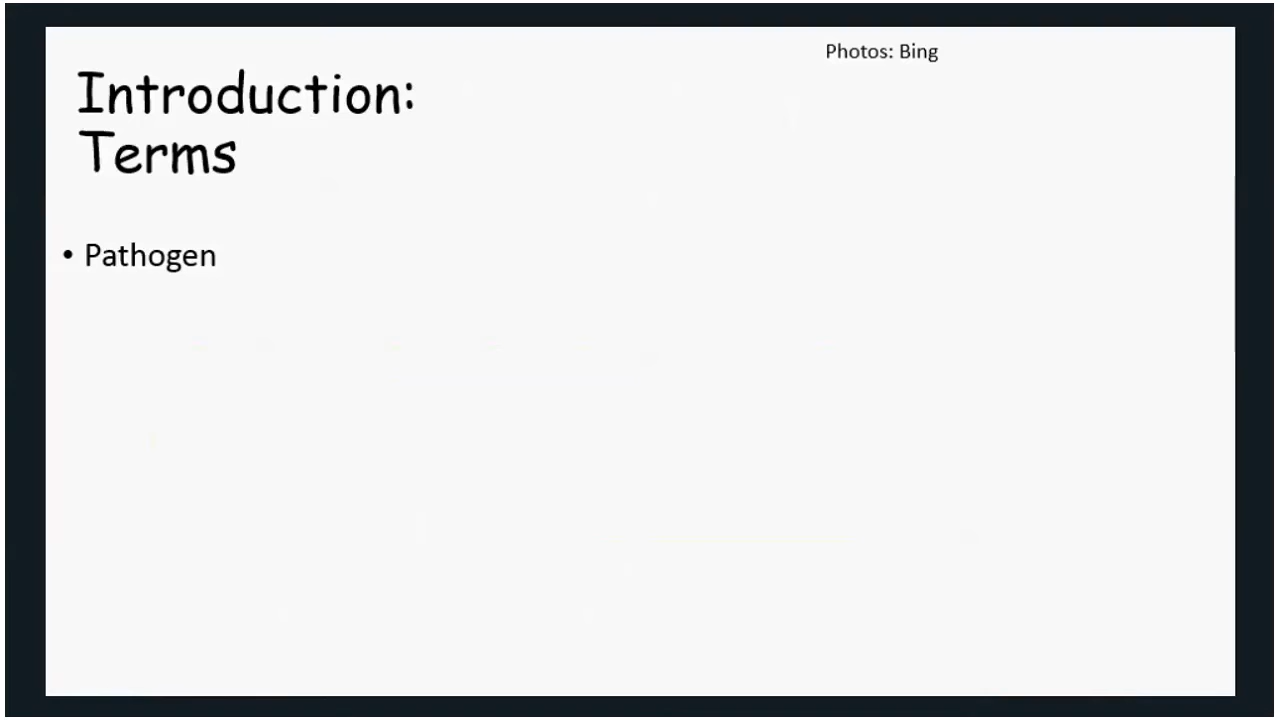 Photos: Bing
Introduction:
Terms
• Pathogen